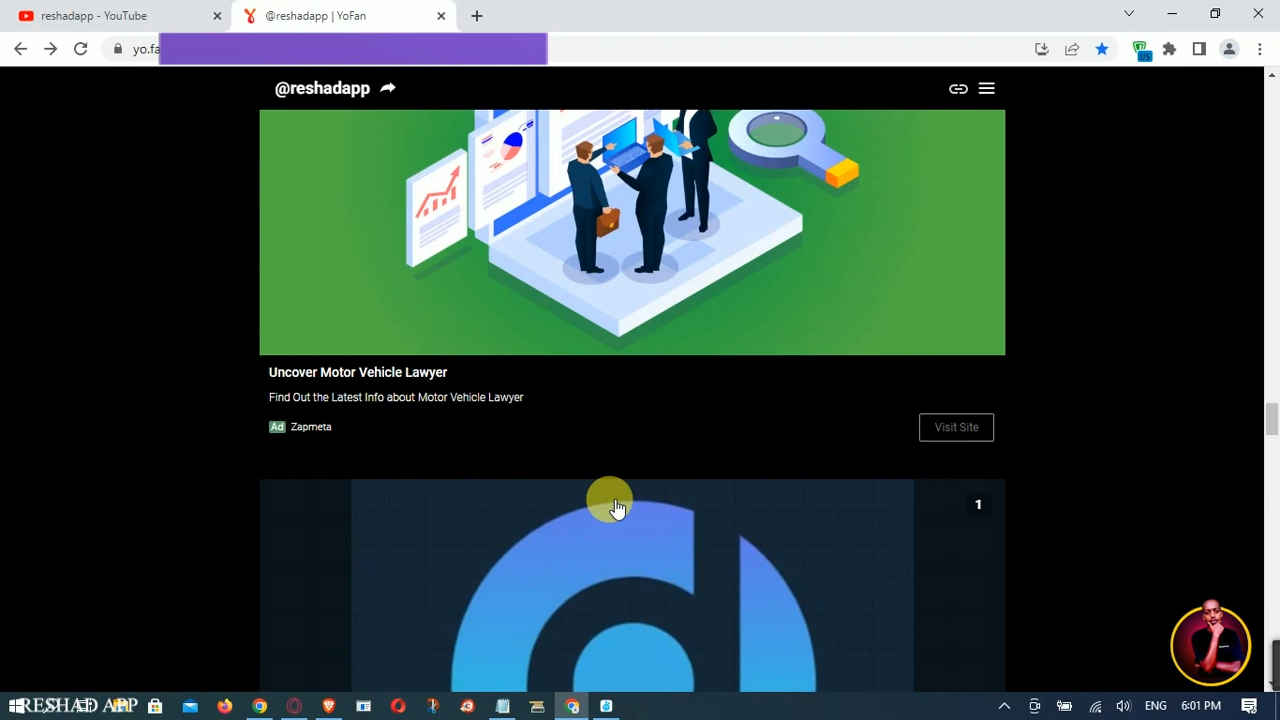 reshadapp - YouTube
@reshadapp | YoFan
yo.fa
US
@reshadapp
Uncover Motor Vehicle Lawyer
Find Out the Latest Info about Motor Vehicle Lawyer
Ad Zapmeta
Visit Site
1
RESHAD APP
ENG 6:01 PM